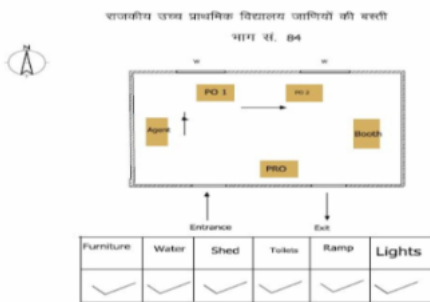 राजकीय उच्च प्राथमिक विद्यालय जाणियों की बस्ती
भाग सं. 84
N
W W
PO 1 PO 2
Agent Booth
PRO
Entrance Exit
Furniture Water Shed Toilets Ramp Lights